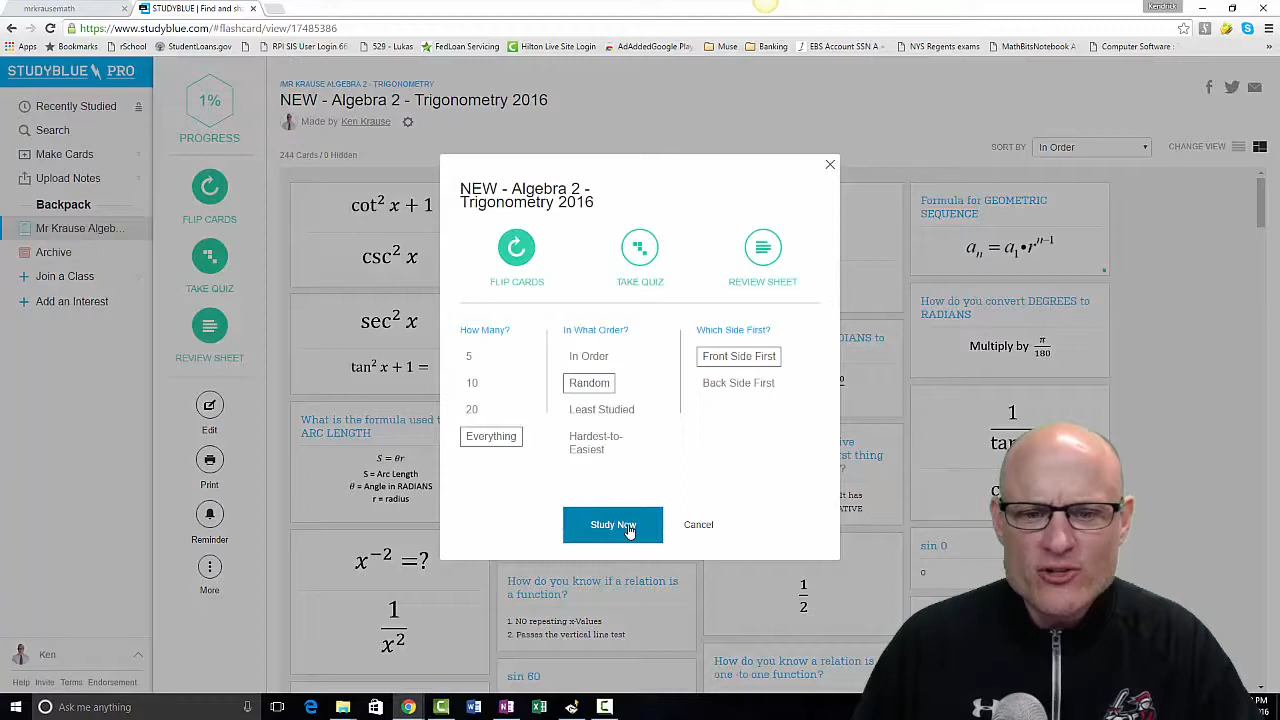 Kendrick
mrkrausemath
STUDYBLUE | Find and sh
https://www.studyblue.com/#flashcard/view/17485386
Apps
Bookmarks
rSchool
StudentLoans.gov
RPI SIS User Login
529 - Lukas
FedLoan Servicing
Hilton Live Site Login
AdAddedGoogle Play
Muse
Banking
EBS Account SSN A
NYS Regents exams
MathBitsNotebook A
Computer Software :
STUDYBLUE PRO
Recently Studied
Search
Make Cards
Upload Notes
Backpack
Mr Krause Algeb...
Archive
Join a Class
Add an Interest
Ken
Help Invite Terms Endorsement
1%
PROGRESS
FLIP CARDS
TAKE QUIZ
REVIEW SHEET
Edit
Print
Reminder
More
/MR KRAUSE ALGEBRA 2 - TRIGONOMETRY
NEW - Algebra 2 - Trigonometry 2016
Made by Ken Krause
244 Cards / 0 Hidden
SORT BY In Order
CHANGE VIEW
cot² x + 1
csc² x
sec² x
tan² x + 1 =
What is the formula used t
ARC LENGTH
S = θr
S = Arc Length
θ = Angle in RADIANS
r = radius
x⁻² =?
1
x²
NEW - Algebra 2 -
Trigonometry 2016
FLIP CARDS
TAKE QUIZ
REVIEW SHEET
How Many?
5
10
20
Everything
In What Order?
In Order
Random
Least Studied
Hardest-to-
Easiest
Which Side First?
Front Side First
Back Side First
Study Now
Cancel
How do you know if a relation is
a function?
1. NO repeating x-Values
2. Passes the vertical line test
sin 60
DIANS to
rst thing
It has
ATIVE
1
2
How do you know a relation is
one -to one function?
Formula for GEOMETRIC
SEQUENCE
aₙ = a₁•rⁿ⁻¹
How do you convert DEGREES to
RADIANS?
Multiply by π
180
1
sin 0
0
Ask me anything